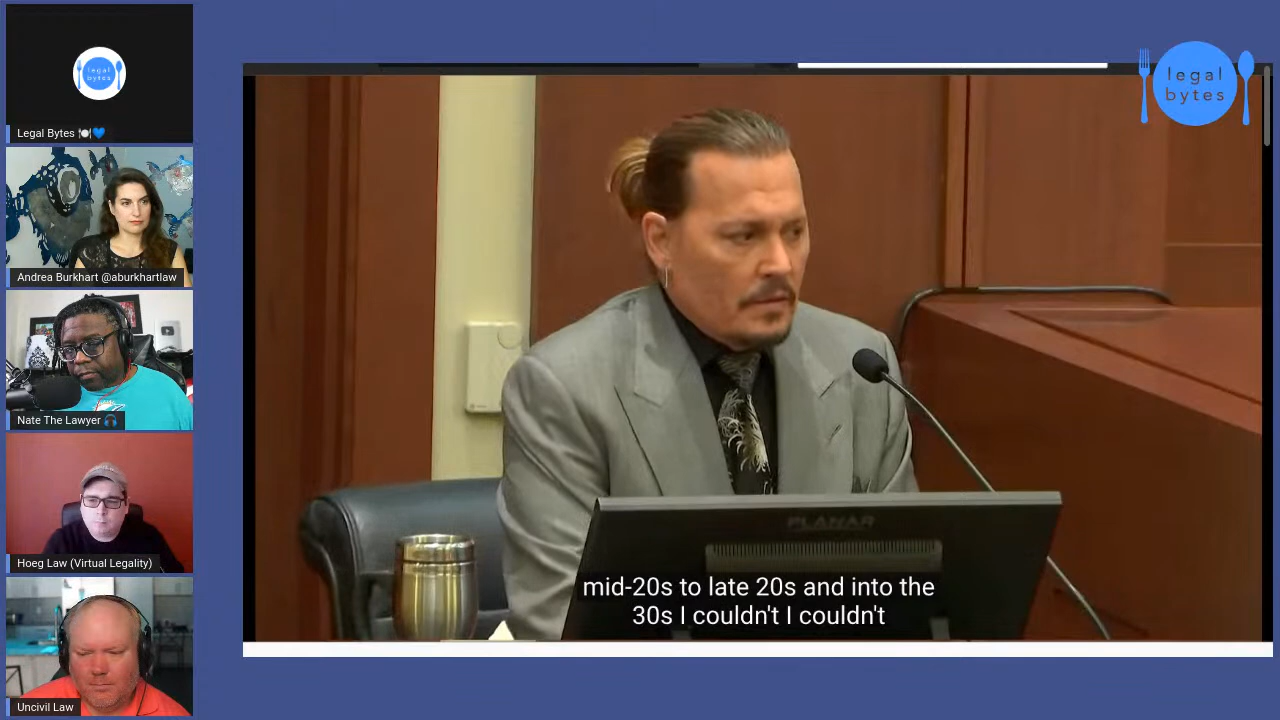 legal
bytes
Legal Bytes 🍽️💙
Andrea Burkhart @aburkhartlaw
Nate The Lawyer 🎧
Hoeg Law (Virtual Legality)
Uncivil Law
legal
bytes
PLANAR
mid-20s to late 20s and into the
30s I couldn't I couldn't